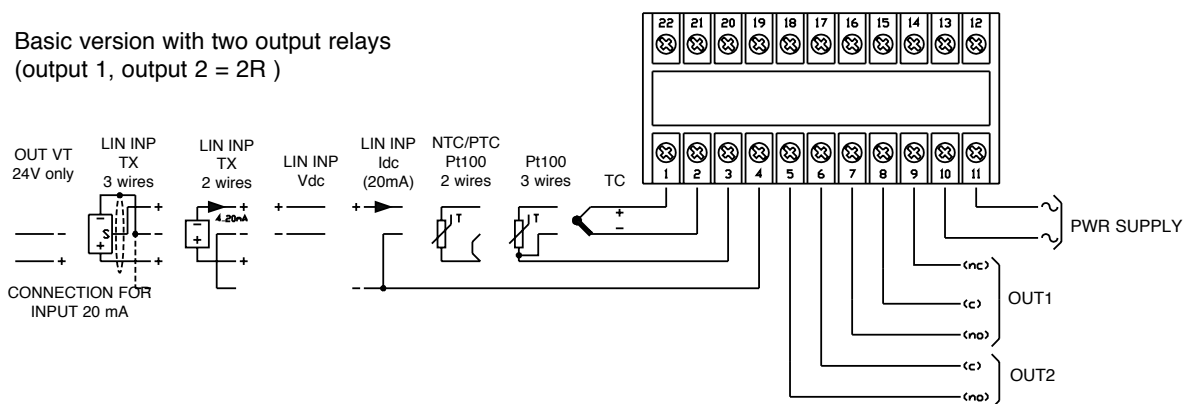 Basic version with two output relays
(output 1, output 2 = 2R )
22 21 20 19 18 17 16 15 14 13 12
1 2 3 4 5 6 7 8 9 10 11
OUT VT
24V only
LIN INP
TX
3 wires
LIN INP
TX
2 wires
LIN INP
Vdc
LIN INP
Idc
(20mA)
NTC/PTC
Pt100
2 wires
Pt100
3 wires
TC
+
-
-
+
-
S
+
+
-
+
-
-
+
4..20mA
+
-
+
-
+
-
+
-
T
T
+
-
CONNECTION FOR
INPUT 20 mA
PWR SUPPLY
(nc)
(c)
(no)
OUT1
(c)
(no)
OUT2